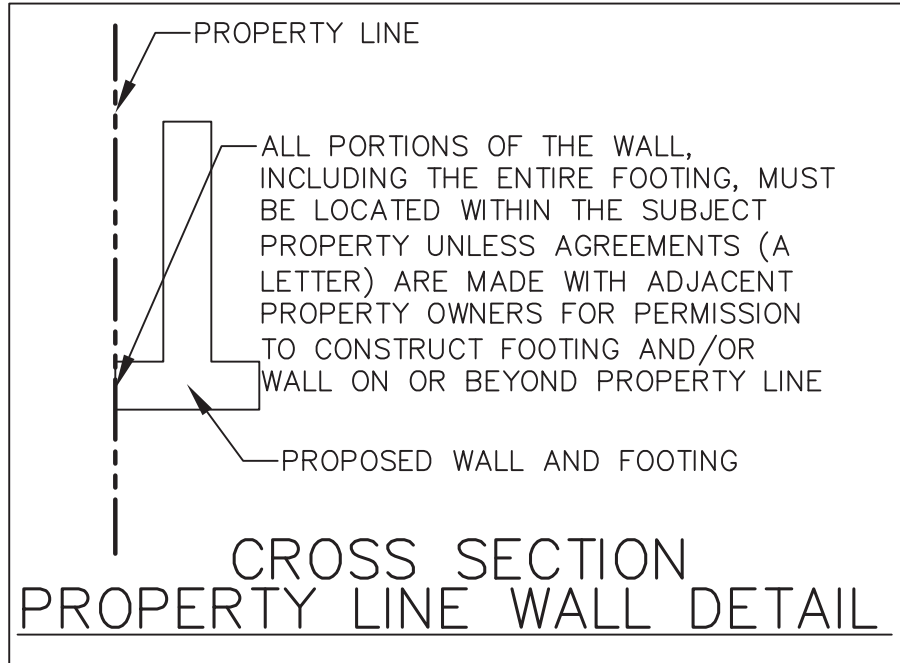 PROPERTY LINE
ALL PORTIONS OF THE WALL,
INCLUDING THE ENTIRE FOOTING, MUST
BE LOCATED WITHIN THE SUBJECT
PROPERTY UNLESS AGREEMENTS (A
LETTER) ARE MADE WITH ADJACENT
PROPERTY OWNERS FOR PERMISSION
TO CONSTRUCT FOOTING AND/OR
WALL ON OR BEYOND PROPERTY LINE
PROPOSED WALL AND FOOTING
CROSS SECTION
PROPERTY LINE WALL DETAIL